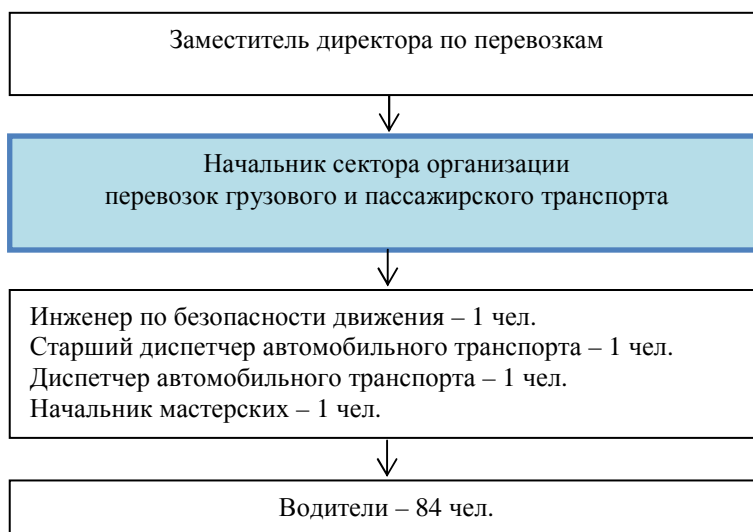 Заместитель директора по перевозкам
Начальник сектора организации
перевозок грузового и пассажирского транспорта
Инженер по безопасности движения – 1 чел.
Старший диспетчер автомобильного транспорта – 1 чел.
Диспетчер автомобильного транспорта – 1 чел.
Начальник мастерских – 1 чел.
Водители – 84 чел.